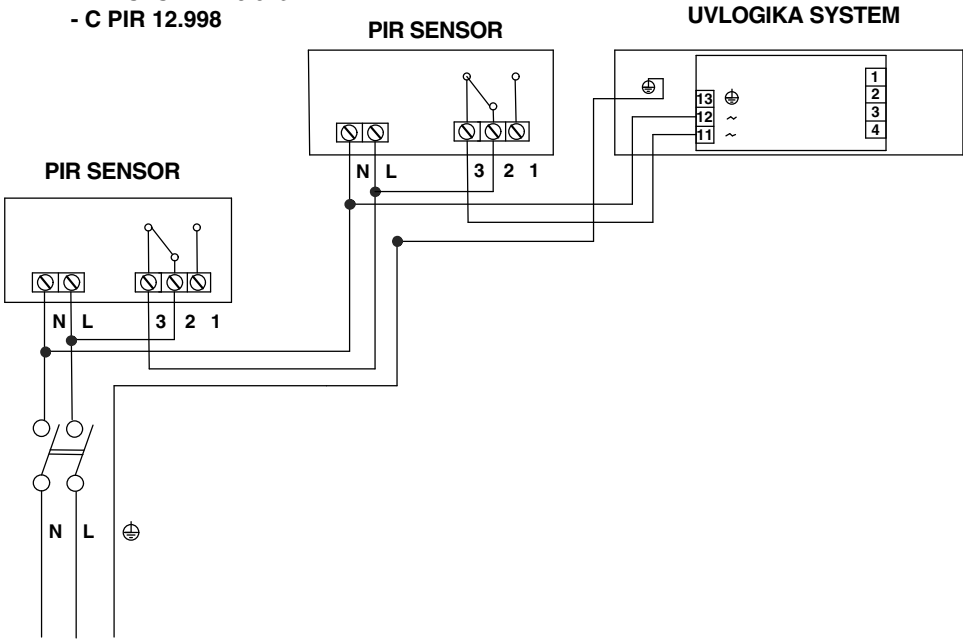 - C PIR 12.998
PIR SENSOR
UVLOGIKA SYSTEM
13
12 ~
11 ~
1
2
3
4
N L 3 2 1
PIR SENSOR
N L 3 2 1
N L